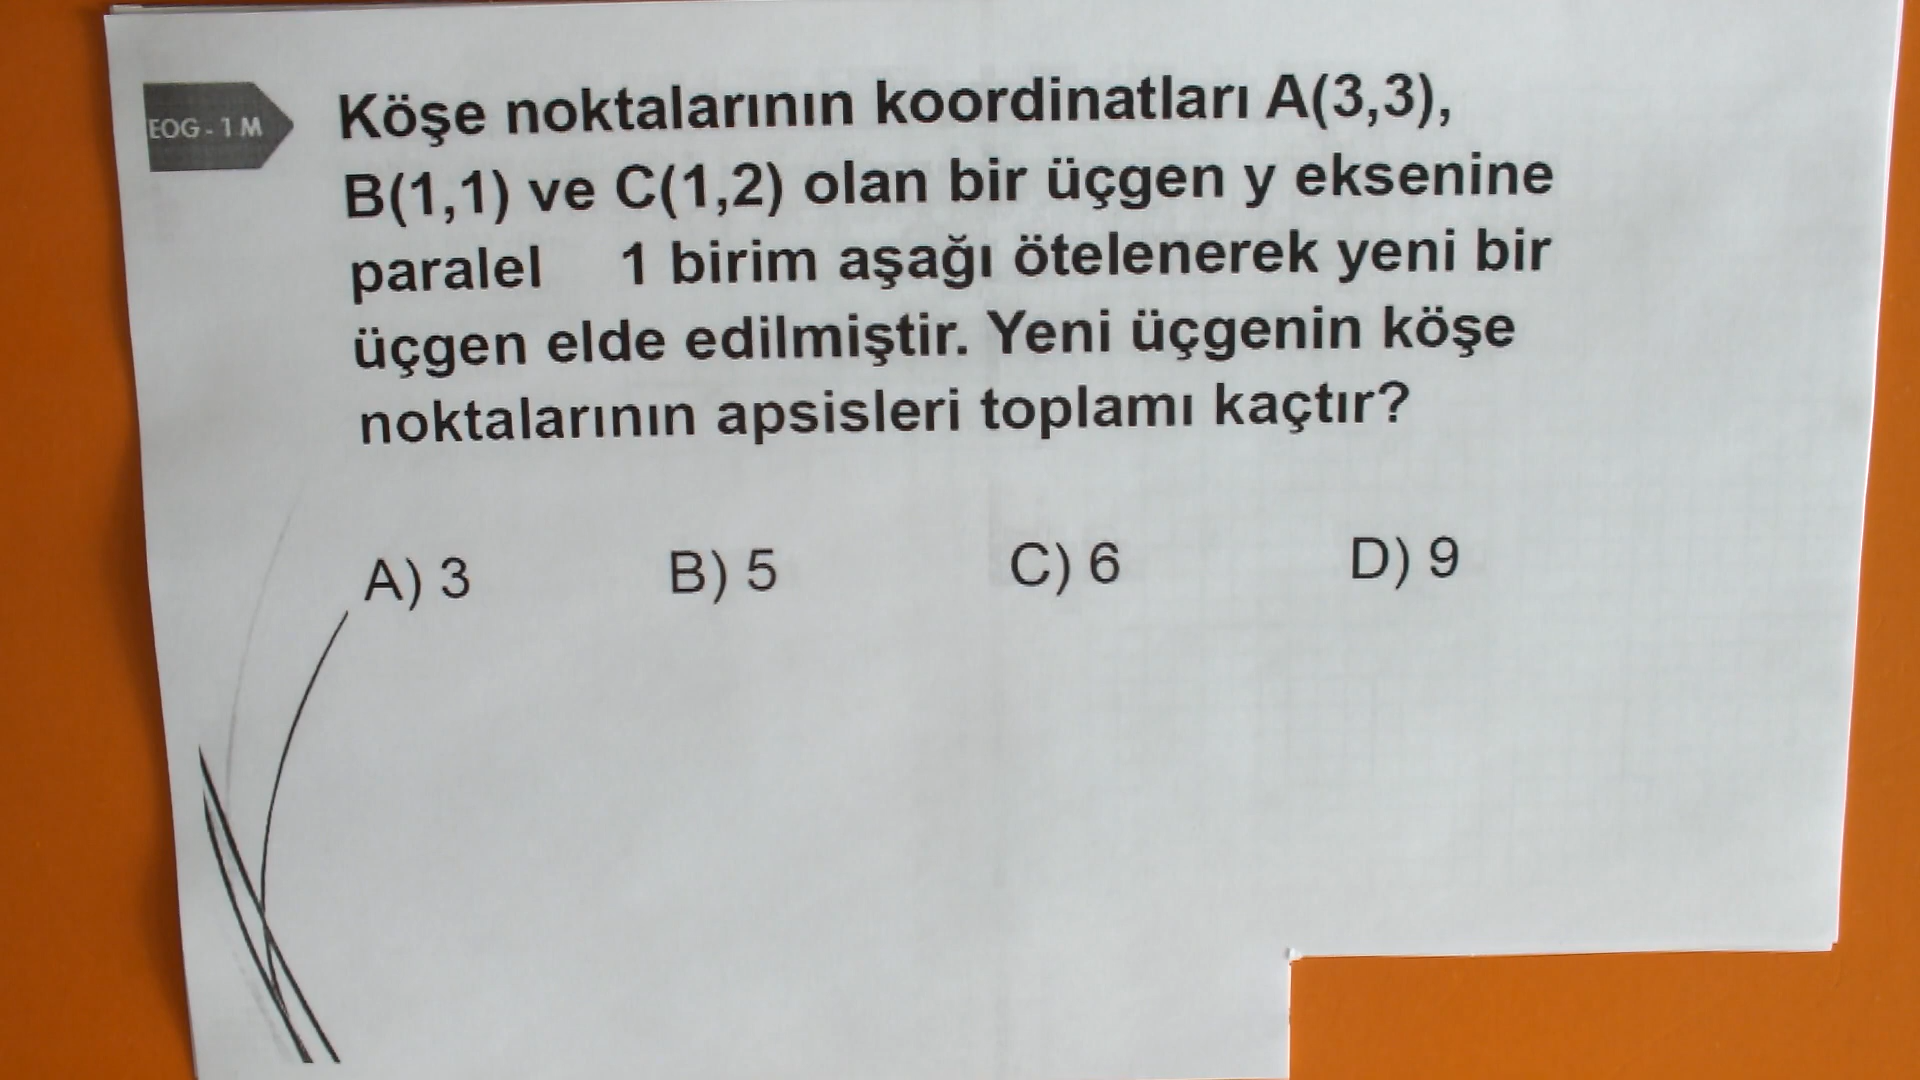 EOG - 1 M
Köşe noktalarının koordinatları A(3,3),
B(1,1) ve C(1,2) olan bir üçgen y eksenine
paralel 1 birim aşağı ötelenerek yeni bir
üçgen elde edilmiştir. Yeni üçgenin köşe
noktalarının apsisleri toplamı kaçtır?
A) 3 B) 5 C) 6 D) 9